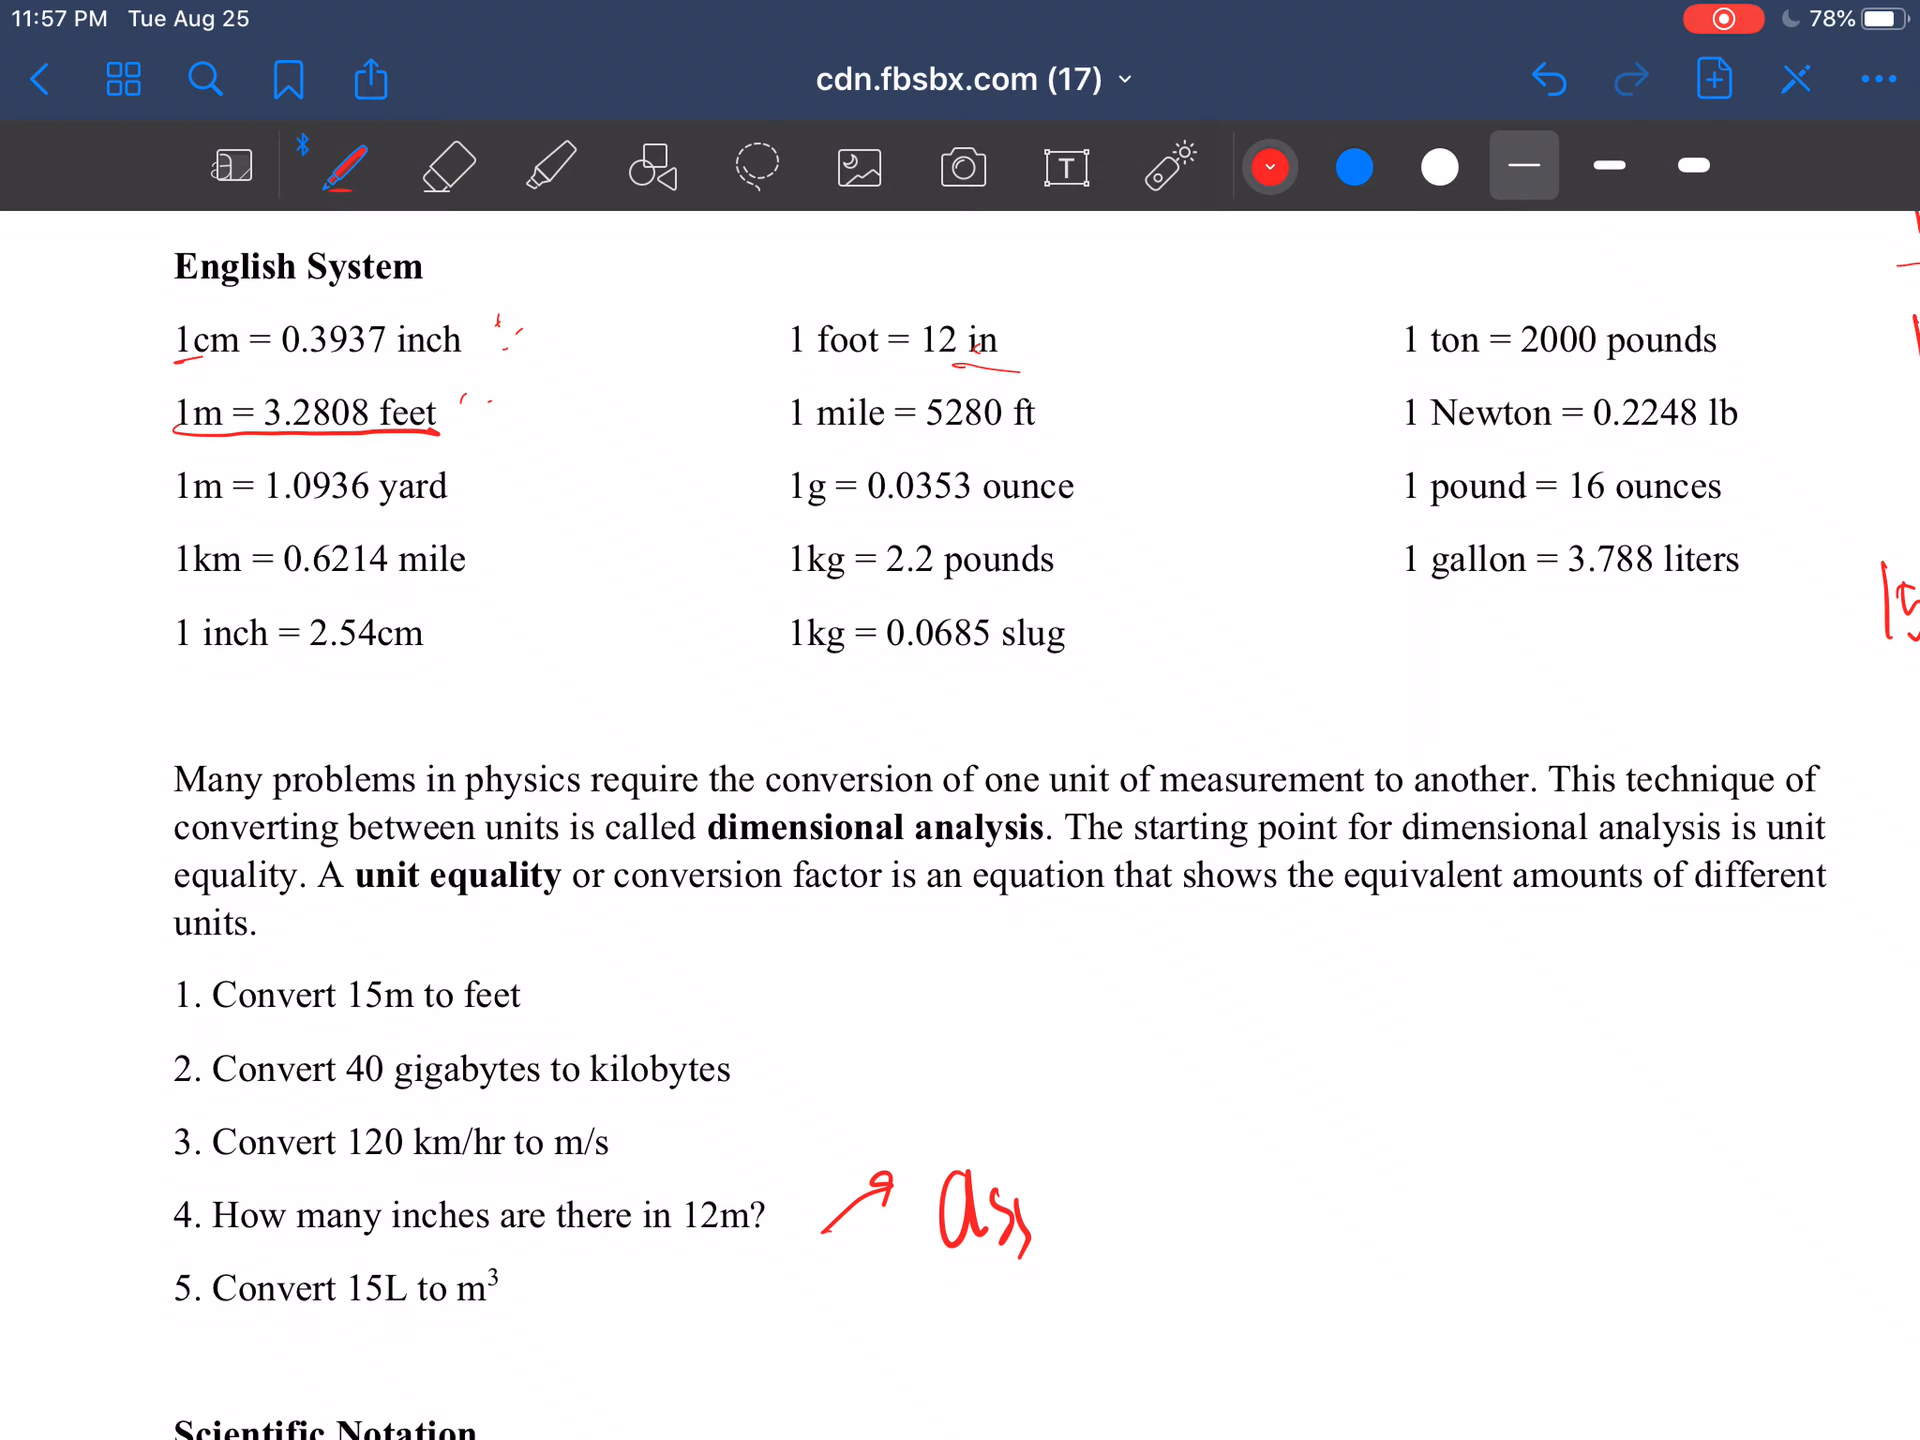 11:57 PM Tue Aug 25
78%
cdn.fbsbx.com (17)
English System
1cm = 0.3937 inch
1 foot = 12 in
1 ton = 2000 pounds
1m = 3.2808 feet
1 mile = 5280 ft
1 Newton = 0.2248 lb
1m = 1.0936 yard
1g = 0.0353 ounce
1 pound = 16 ounces
1km = 0.6214 mile
1kg = 2.2 pounds
1 gallon = 3.788 liters
1 inch = 2.54cm
1kg = 0.0685 slug
Many problems in physics require the conversion of one unit of measurement to another. This technique of
converting between units is called dimensional analysis. The starting point for dimensional analysis is unit
equality. A unit equality or conversion factor is an equation that shows the equivalent amounts of different
units.
1. Convert 15m to feet
2. Convert 40 gigabytes to kilobytes
3. Convert 120 km/hr to m/s
4. How many inches are there in 12m?
ass
5. Convert 15L to m³
Scientific Notation